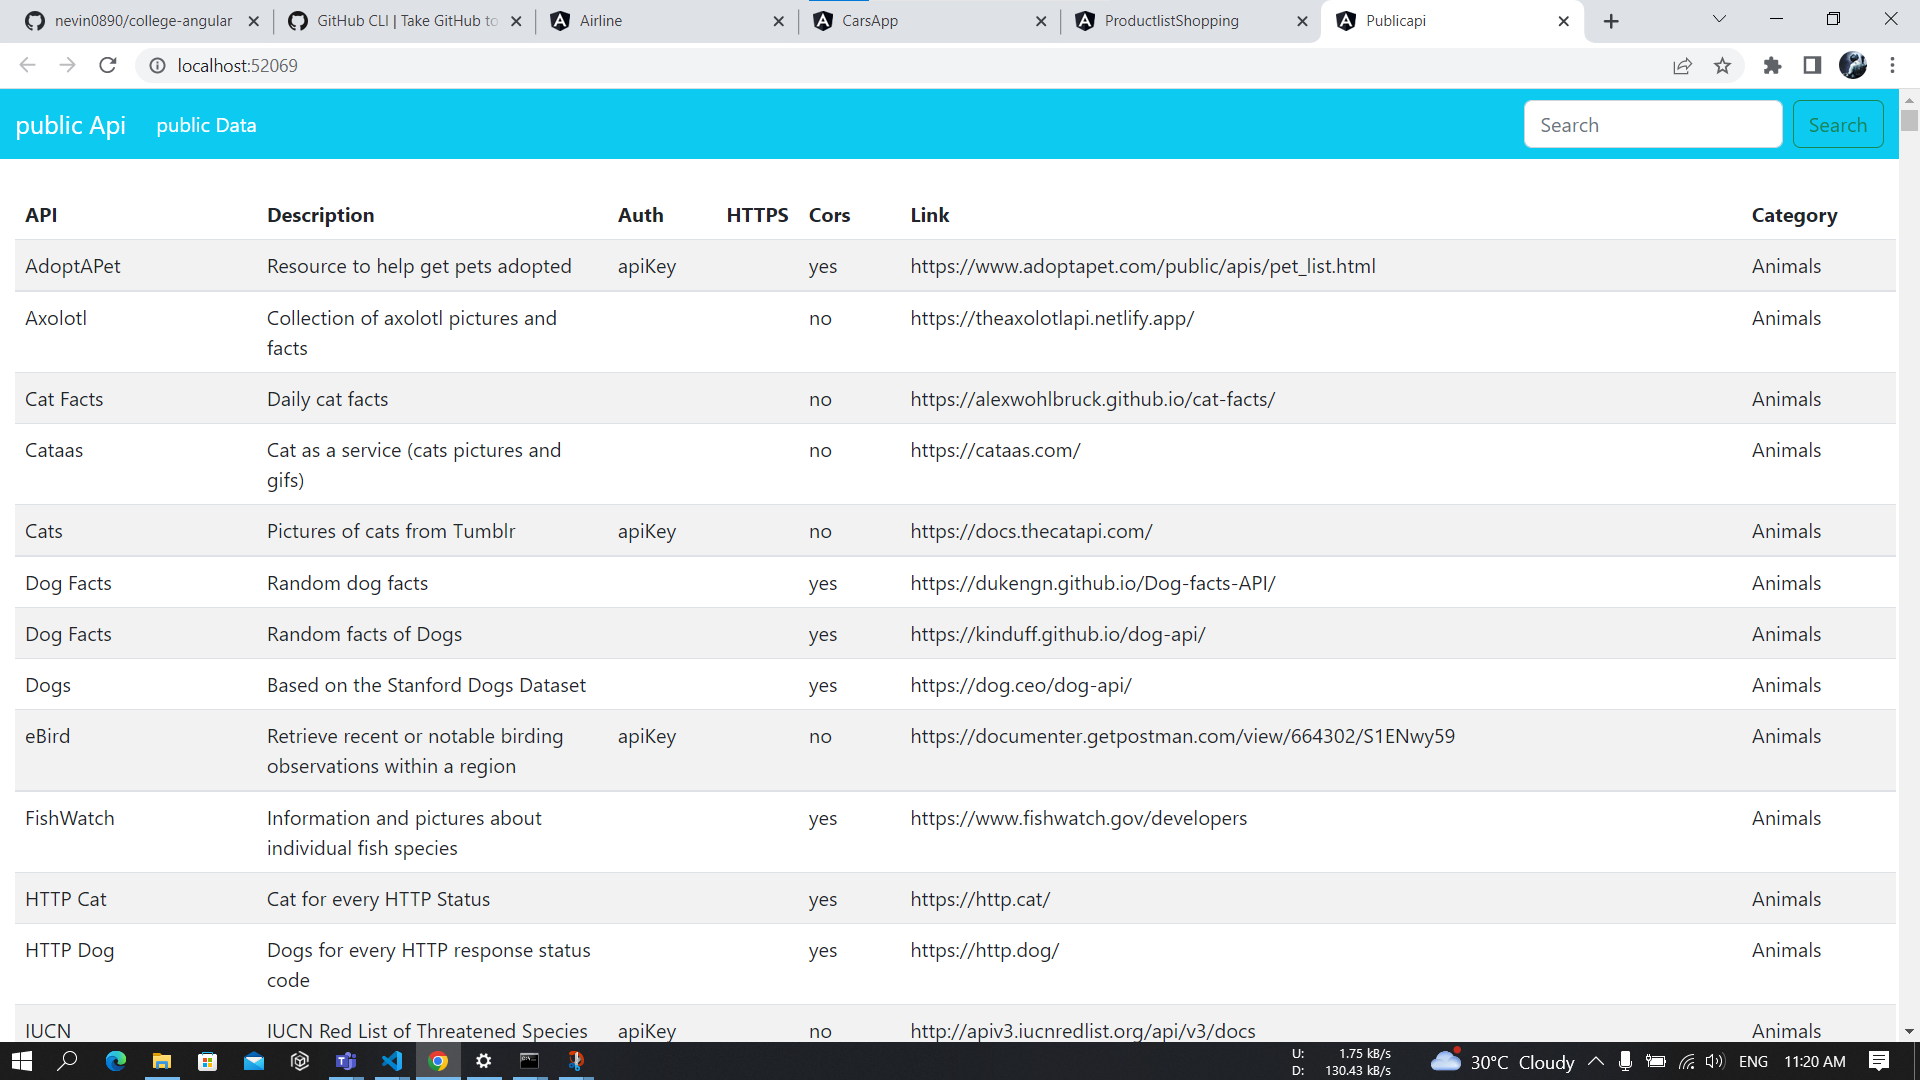 nevin0890/college-angular
GitHub CLI | Take GitHub to
Airline
CarsApp
ProductlistShopping
Publicapi
localhost:52069
public Api public Data Search Search
API Description Auth HTTPS Cors Link Category
AdoptAPet Resource to help get pets adopted apiKey yes https://www.adoptapet.com/public/apis/pet_list.html Animals
Axolotl Collection of axolotl pictures and no https://theaxolotlapi.netlify.app/ Animals
facts
Cat Facts Daily cat facts no https://alexwohlbruck.github.io/cat-facts/ Animals
Cataas Cat as a service (cats pictures and no https://cataas.com/ Animals
gifs)
Cats Pictures of cats from Tumblr apiKey no https://docs.thecatapi.com/ Animals
Dog Facts Random dog facts yes https://dukengn.github.io/Dog-facts-API/ Animals
Dog Facts Random facts of Dogs yes https://kinduff.github.io/dog-api/ Animals
Dogs Based on the Stanford Dogs Dataset yes https://dog.ceo/dog-api/ Animals
eBird Retrieve recent or notable birding apiKey no https://documenter.getpostman.com/view/664302/S1ENwy59 Animals
observations within a region
FishWatch Information and pictures about yes https://www.fishwatch.gov/developers Animals
individual fish species
HTTP Cat Cat for every HTTP Status yes https://http.cat/ Animals
HTTP Dog Dogs for every HTTP response status yes https://http.dog/ Animals
code
IUCN IUCN Red List of Threatened Species apiKey no http://apiv3.iucnredlist.org/api/v3/docs Animals
U: 1.75 kB/s
D: 130.43 kB/s
30°C Cloudy ENG 11:20 AM